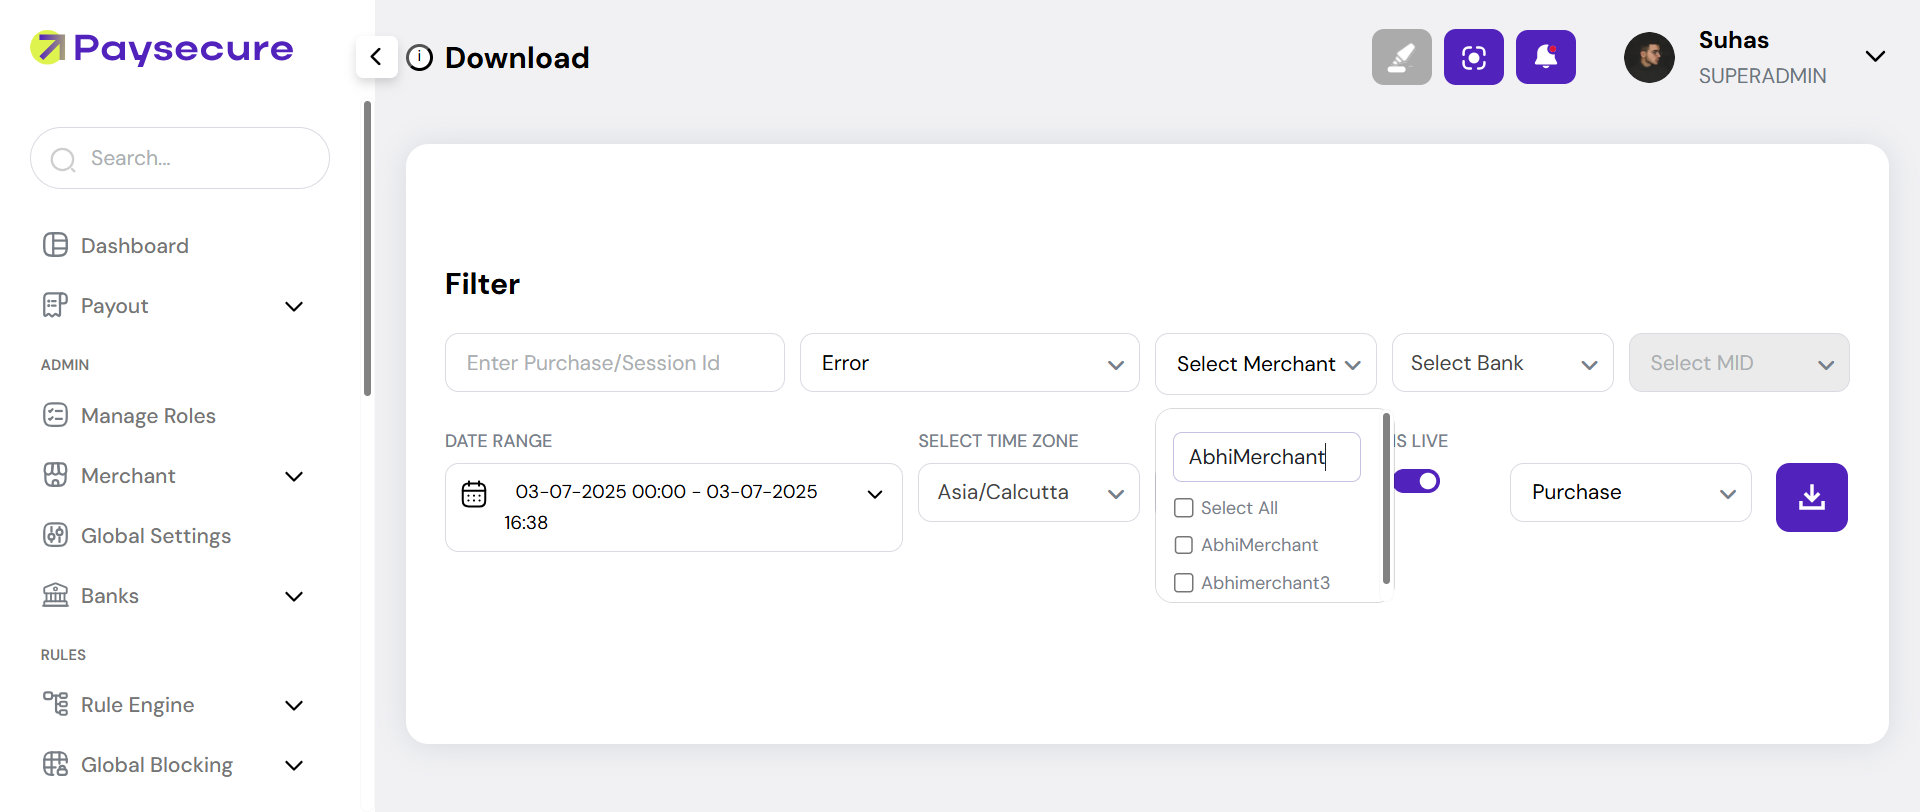 Paysecure
Download
Suhas
SUPERADMIN
Search...
Dashboard
Payout
ADMIN
Manage Roles
Merchant
Global Settings
Banks
RULES
Rule Engine
Global Blocking
Filter
Enter Purchase/Session Id
Error
Select Merchant
Select Bank
Select MID
DATE RANGE
03-07-2025 00:00 - 03-07-2025
16:38
SELECT TIME ZONE
Asia/Calcutta
AbhiMerchant
Select All
AbhiMerchant
Abhimerchant3
IS LIVE
Purchase